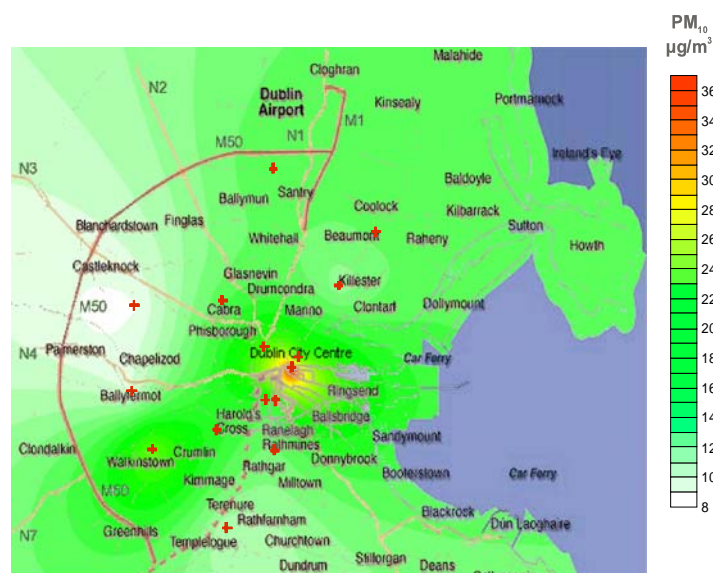 PM10
µg/m3
36
34
32
30
28
26
24
22
20
18
16
14
12
10
8
Malahide
Cloghran
N2
Dublin
Airport
Kinsealy
Portmarnock
M1
N1
M50
Ireland's Eye
N3
Baldoyle
Santry
Ballymun
Coolock
Kilbarrack
Finglas
Blanchardstown
Sutton
Whitehall
Beaumont
Raheny
Howth
Castleknock
Glasnevin
Killester
Drumcondra
M50
Cabra
Marino
Clontarf
Dollymount
Phisborough
N4
Palmerston
Chapelizod
Dublin City Centre
Car Ferry
Ballyfermot
Ringsend
Harold's
Cross
Ballsbridge
Ranelagh
Sandymount
Rathmines
Clondalkin
Crumlin
Walkinstown
Donnybrook
Rathgar
Booterstown
Car Ferry
Kimmage
Milltown
M50
Terenure
Rathfarnham
Blackrock
Dún Laoghaire
N7
Greenhills
Templelogue
Churchtown
Stillorgan
Dundrum
Deans